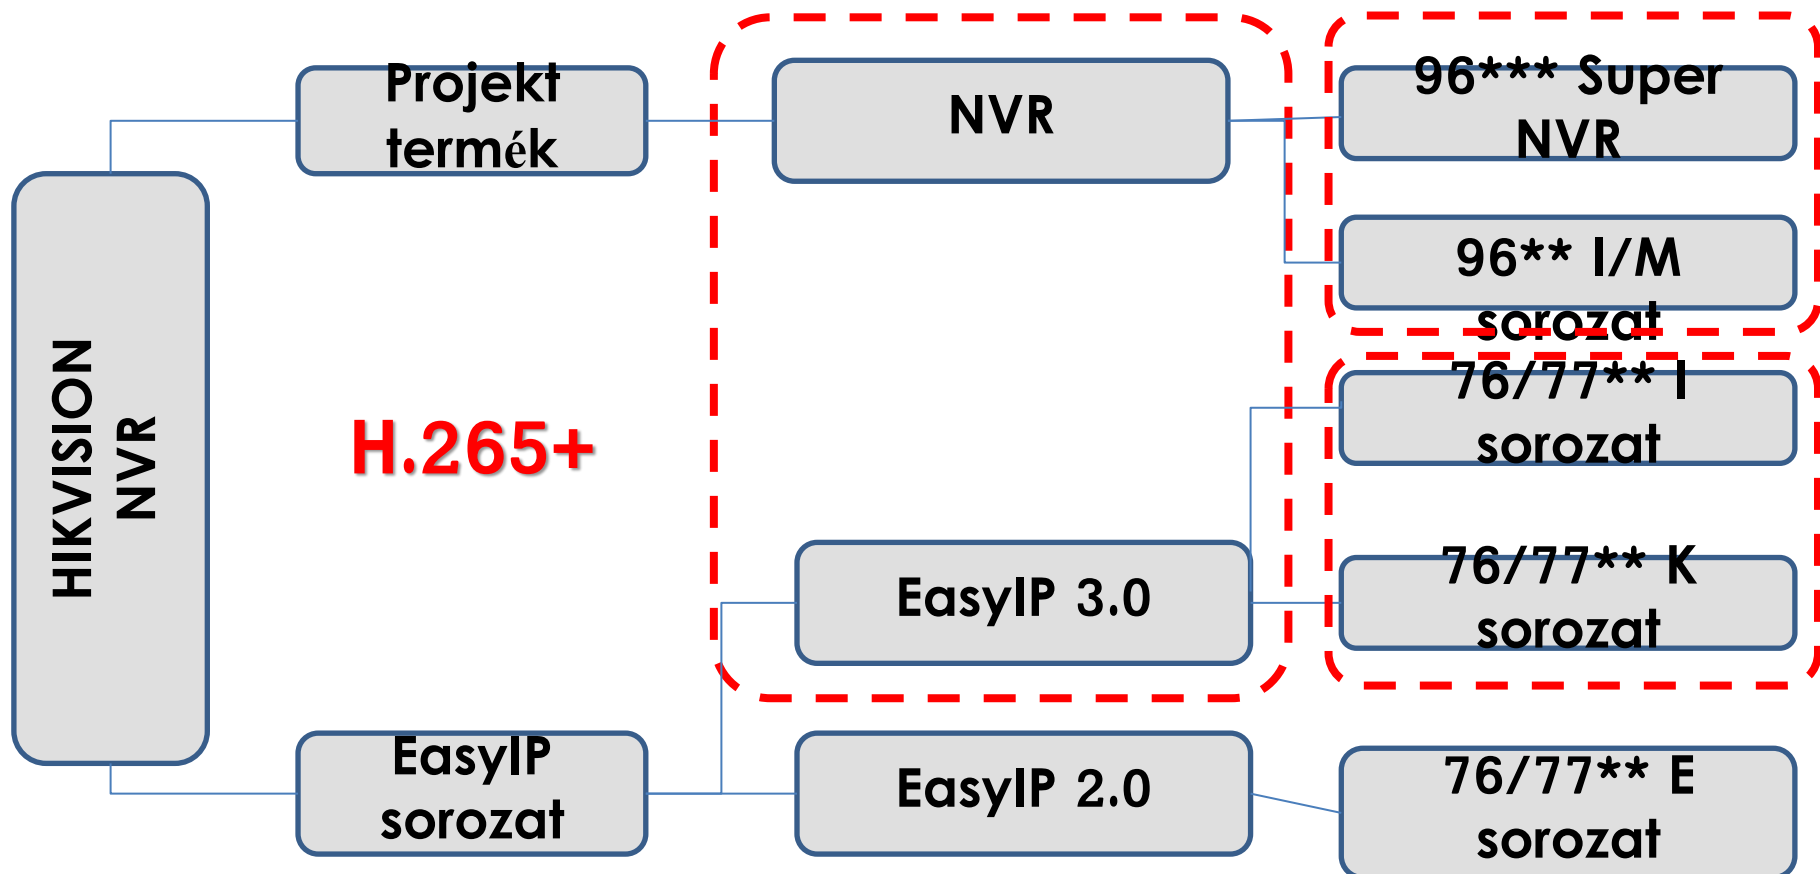 HIKVISION
NVR
Projekt
termék
NVR
96*** Super
NVR
96** I/M
sorozat
H.265+
76/77** I
sorozat
EasyIP 3.0
76/77** K
sorozat
EasyIP
sorozat
EasyIP 2.0
76/77** E
sorozat